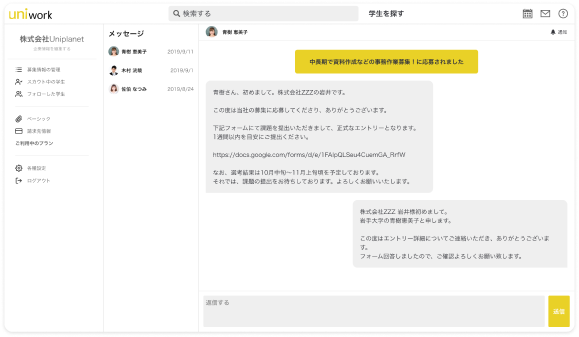 uniwork
検索する
学生を探す
株式会社Uniplanet
企業情報を編集する
募集情報の管理
スカウト中の学生
フォローした学生
ベーシック
請求先情報
ご利用中のプラン
各種設定
ログアウト
メッセージ
青樹 恵美子 2019/3/11
木村 流哉 2019/9/1
佐伯 なつみ 2019/8/24
青樹 恵美子
通知
中長期で資料作成などの事務作業募集！に応募されました
青樹さん、初めまして。株式会社ZZZの岩井です。
この度は当社の募集に応募してくださり、ありがとうございます。
下記フォームにて課題を提出いただきまして、正式なエントリーとなります。
1週間以内を目安にご提出ください。
https://docs.google.com/forms/d/e/1FAIpQLSeu4CuemGA_RrfW
なお、選考結果は10月中旬〜11月上旬頃を予定しております。
それでは、課題の提出をお待ちしております。よろしくお願いいたします。
株式会社ZZZ 岩井様初めまして。
岩手大学の青樹恵美子と申します。
この度はエントリー詳細についてご連絡いただき、ありがとうございま
す。
フォーム回答しましたので、ご確認よろしくお願い致します。
返信する
送信